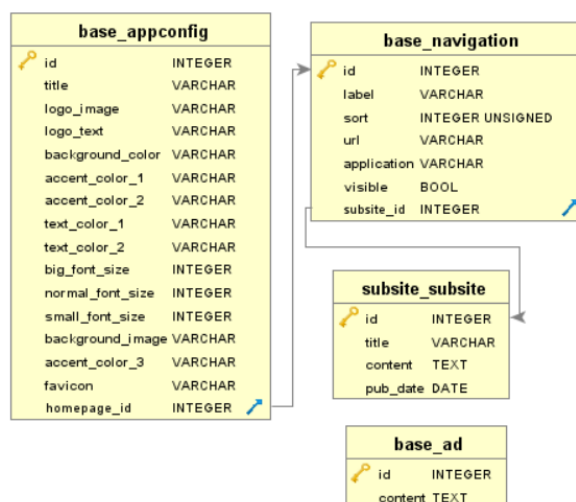 base_appconfig
id INTEGER
title VARCHAR
logo_image VARCHAR
logo_text VARCHAR
background_color VARCHAR
accent_color_1 VARCHAR
accent_color_2 VARCHAR
text_color_1 VARCHAR
text_color_2 VARCHAR
big_font_size INTEGER
normal_font_size INTEGER
small_font_size INTEGER
background_image VARCHAR
accent_color_3 VARCHAR
favicon VARCHAR
homepage_id INTEGER
base_navigation
id INTEGER
label VARCHAR
sort INTEGER UNSIGNED
url VARCHAR
application VARCHAR
visible BOOL
subsite_id INTEGER
subsite_subsite
id INTEGER
title VARCHAR
content TEXT
pub_date DATE
base_ad
id INTEGER
content TEXT